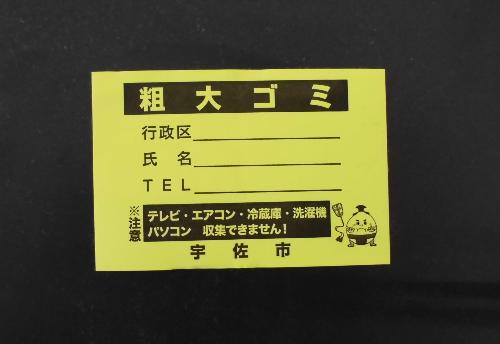 粗大ゴミ
行政区
氏名
TEL
※注意
テレビ・エアコン・冷蔵庫・洗濯機
パソコン 収集できません!
宇佐市